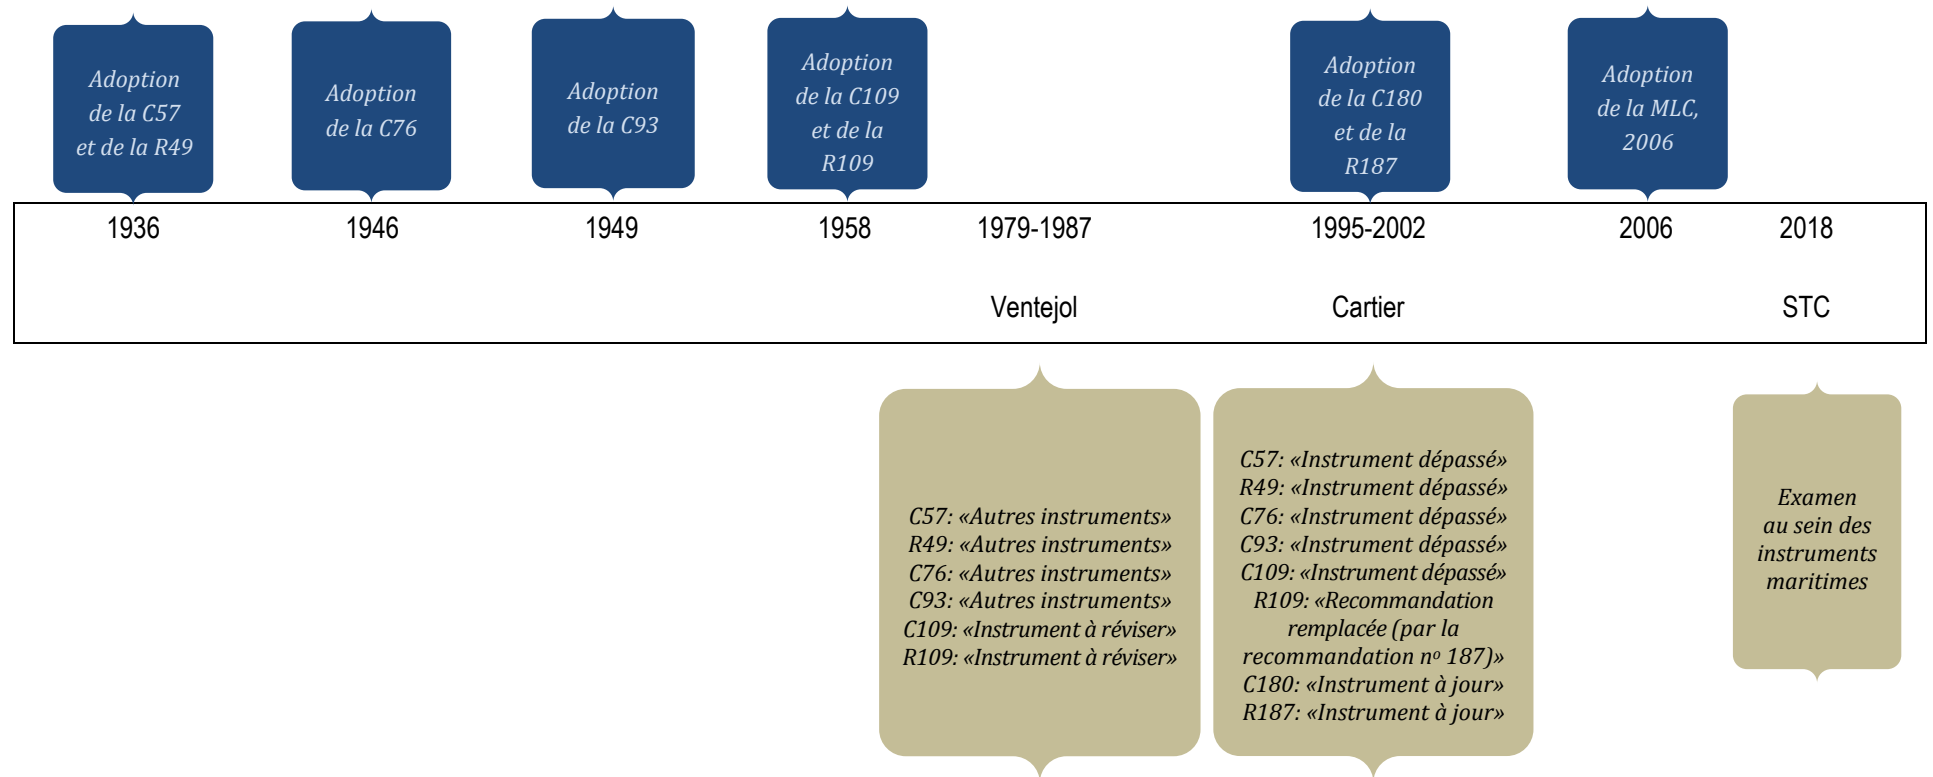 Adoption
de la C57
et de la R49
Adoption
de la C76
Adoption
de la C93
Adoption
de la C109
et de la
R109
Adoption
de la C180
et de la
R187
Adoption
de la MLC,
2006
1936
1946
1949
1958
1979-1987
1995-2002
2006
2018
Ventejol
Cartier
STC
C57: «Autres instruments»
R49: «Autres instruments»
C76: «Autres instruments»
C93: «Autres instruments»
C109: «Instrument à réviser»
R109: «Instrument à réviser»
C57: «Instrument dépassé»
R49: «Instrument dépassé»
C76: «Instrument dépassé»
C93: «Instrument dépassé»
C109: «Instrument dépassé»
R109: «Recommandation
remplacée (par la
recommandation nº 187)»
C180: «Instrument à jour»
R187: «Instrument à jour»
Examen
au sein des
instruments
maritimes